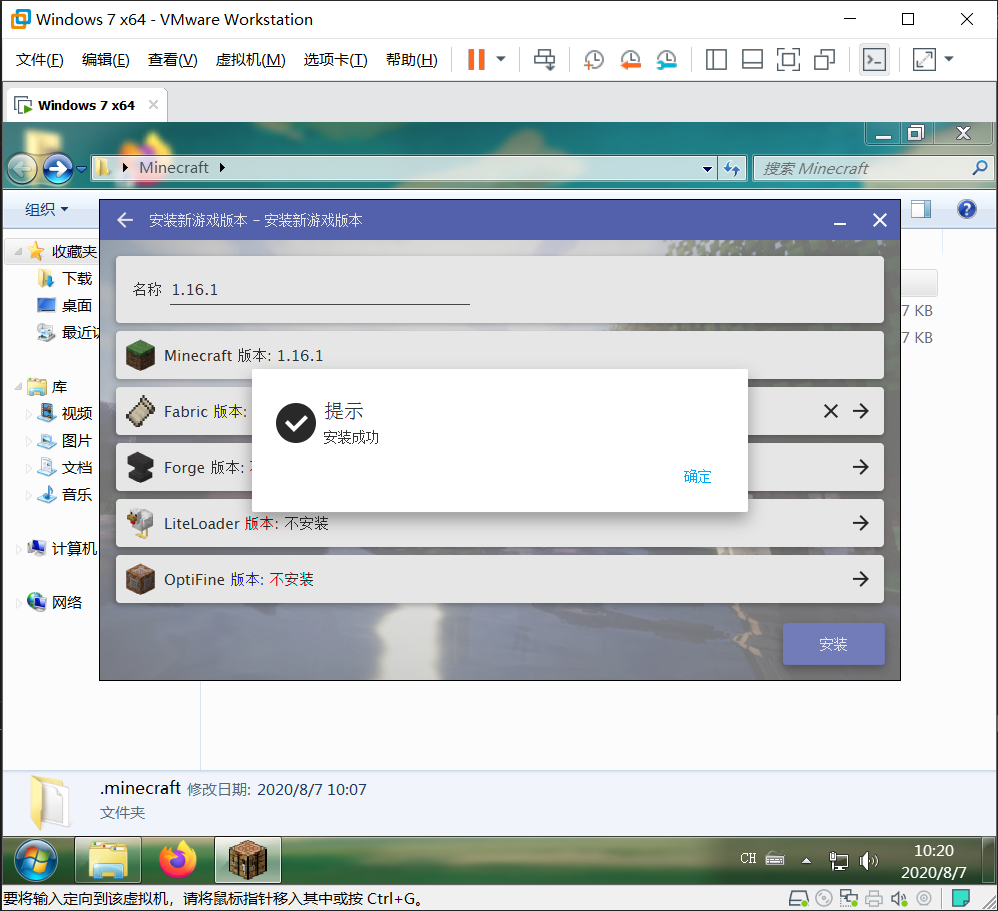 Windows 7 x64 - VMware Workstation
文件(F) 编辑(E) 查看(V) 虚拟机(M) 选项卡(T) 帮助(H)
Windows 7 x64
Minecraft
搜索 Minecraft
组织
安装新游戏版本 - 安装新游戏版本
收藏夹
下载
桌面
最近访
库
视频
图片
文档
音乐
计算机
网络
名称 1.16.1
Minecraft 版本: 1.16.1
Fabric 版本:
Forge 版本:
LiteLoader 版本: 不安装
OptiFine 版本: 不安装
提示
安装成功
确定
安装
7 KB
7 KB
.minecraft 修改日期: 2020/8/7 10:07
文件夹
CH
10:20
2020/8/7
要将输入定向到该虚拟机，请将鼠标指针移入其中或按 Ctrl+G。